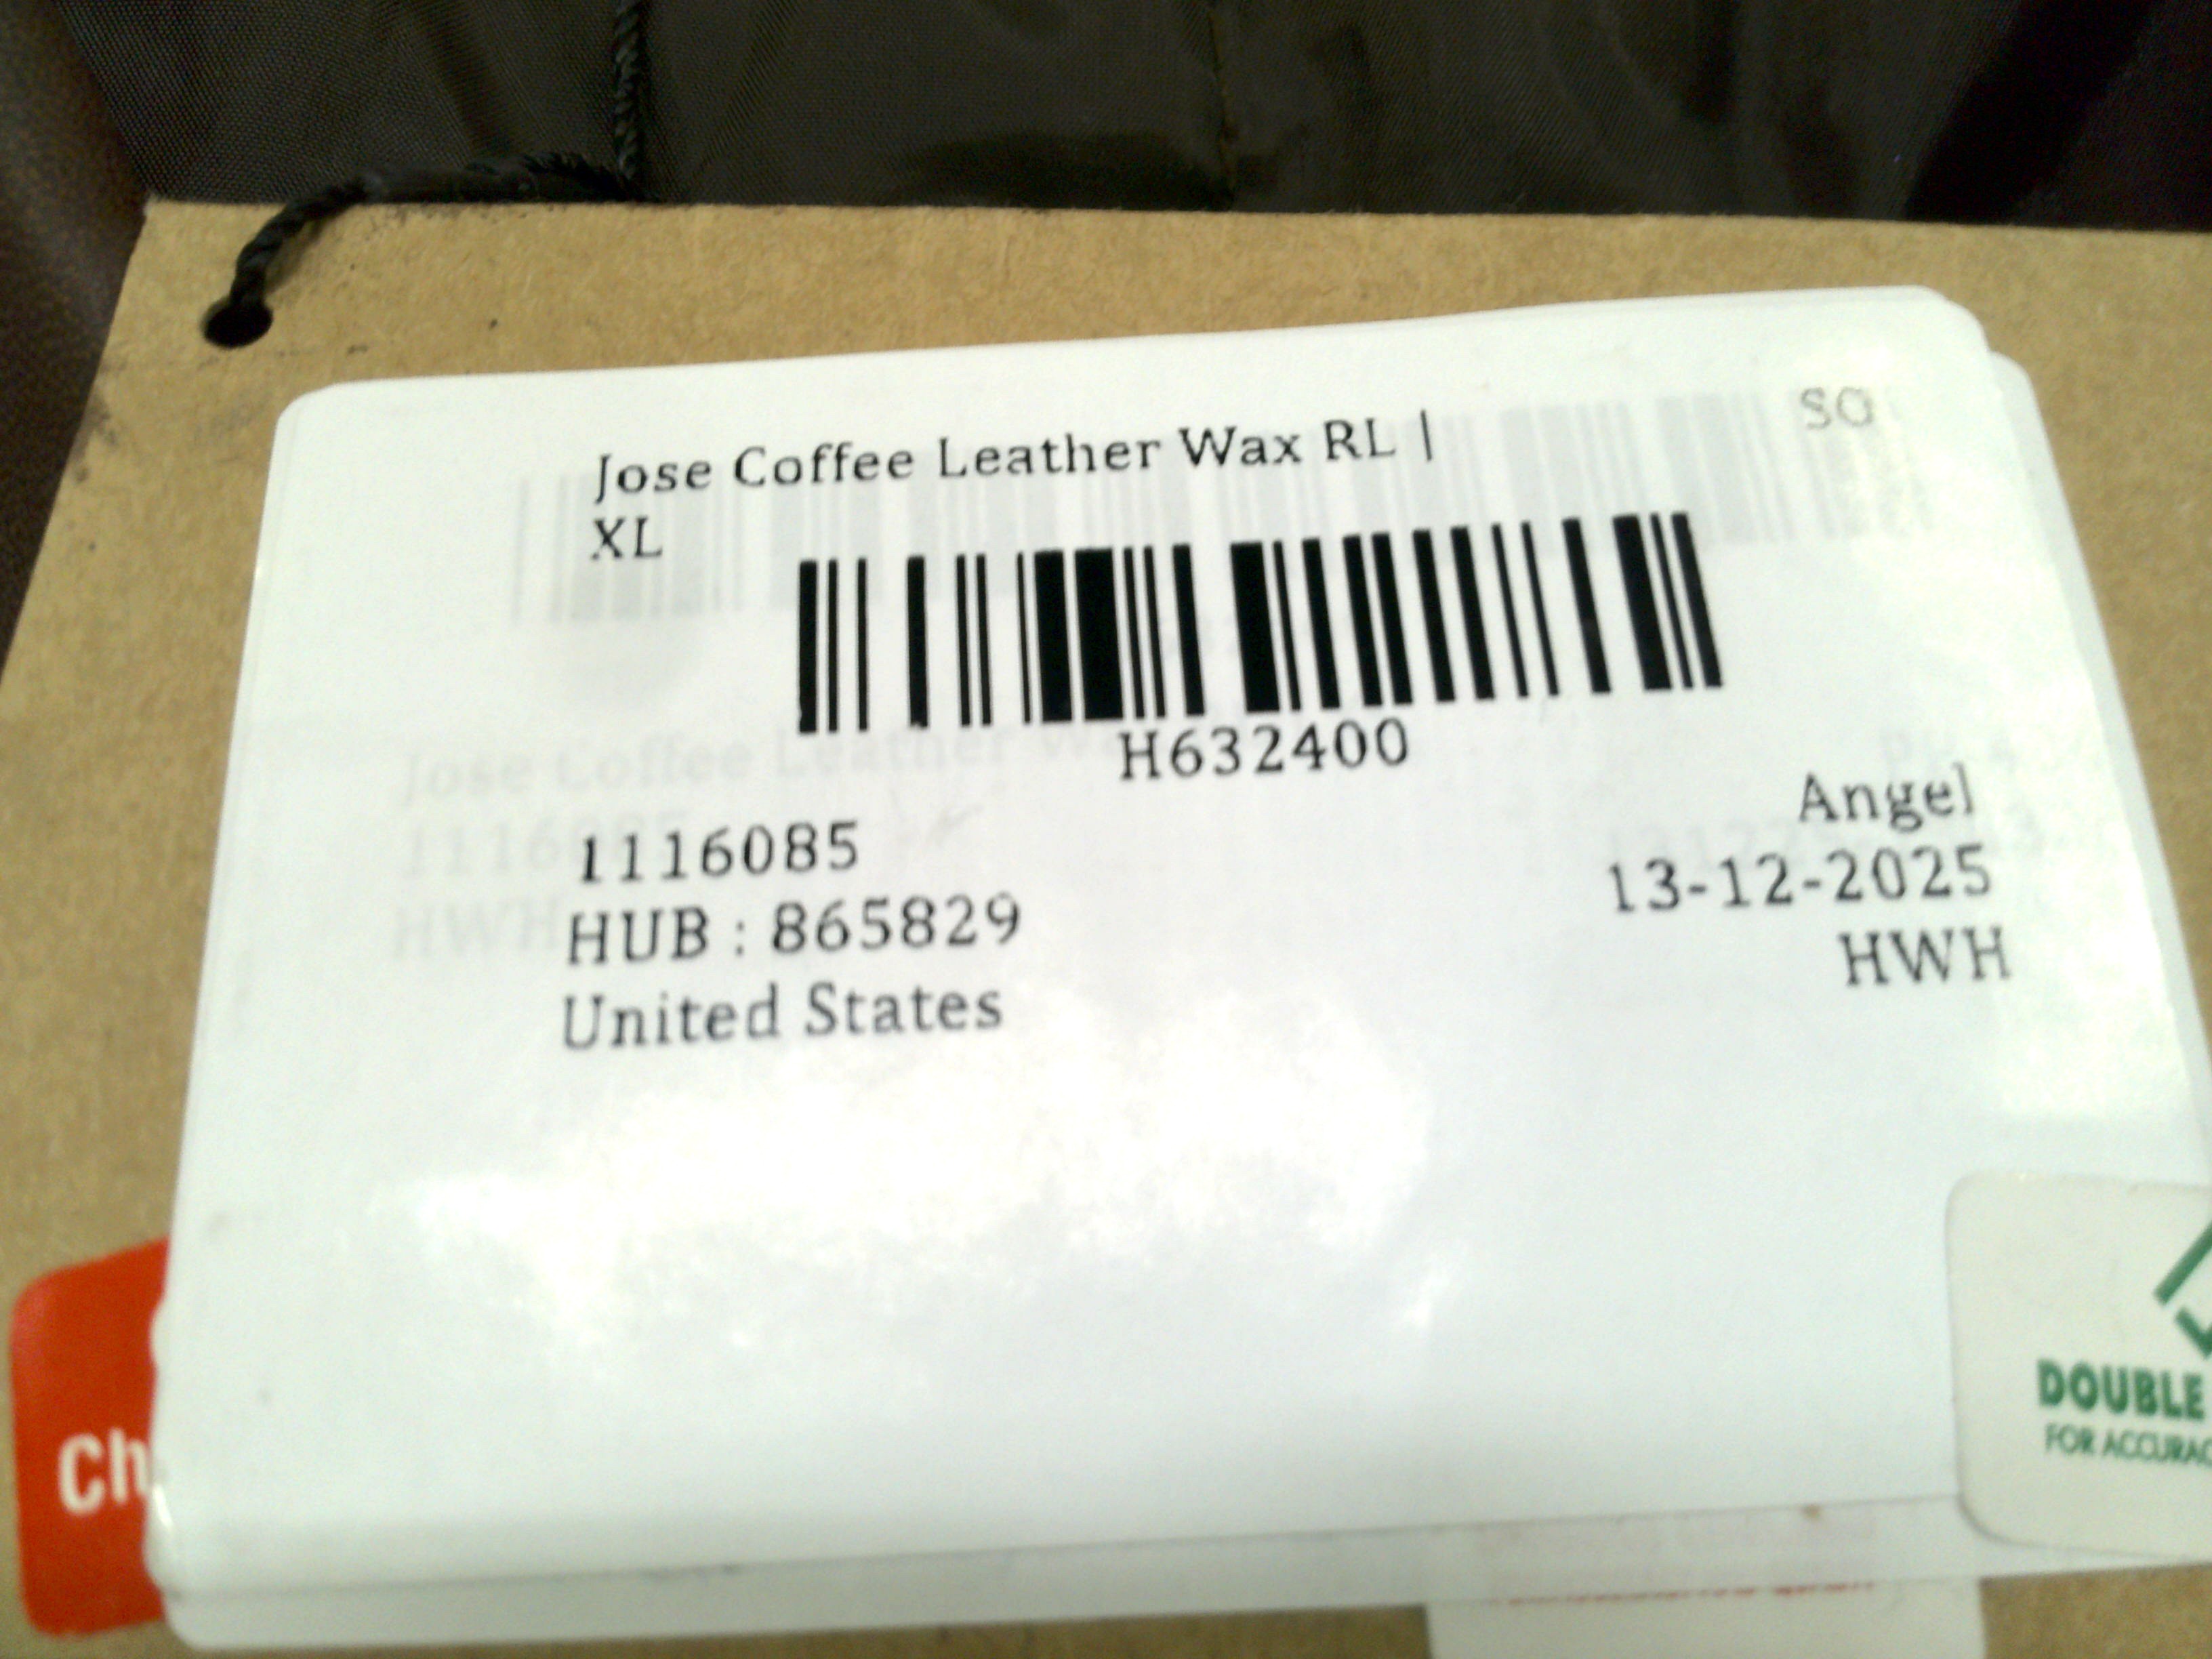 SO
Jose Coffee Leather Wax RL |
XL
H632400
Angel
1116085
13-12-2025
HUB : 865829
HWH
United States
Ch
DOUBLE
FOR ACCURAC